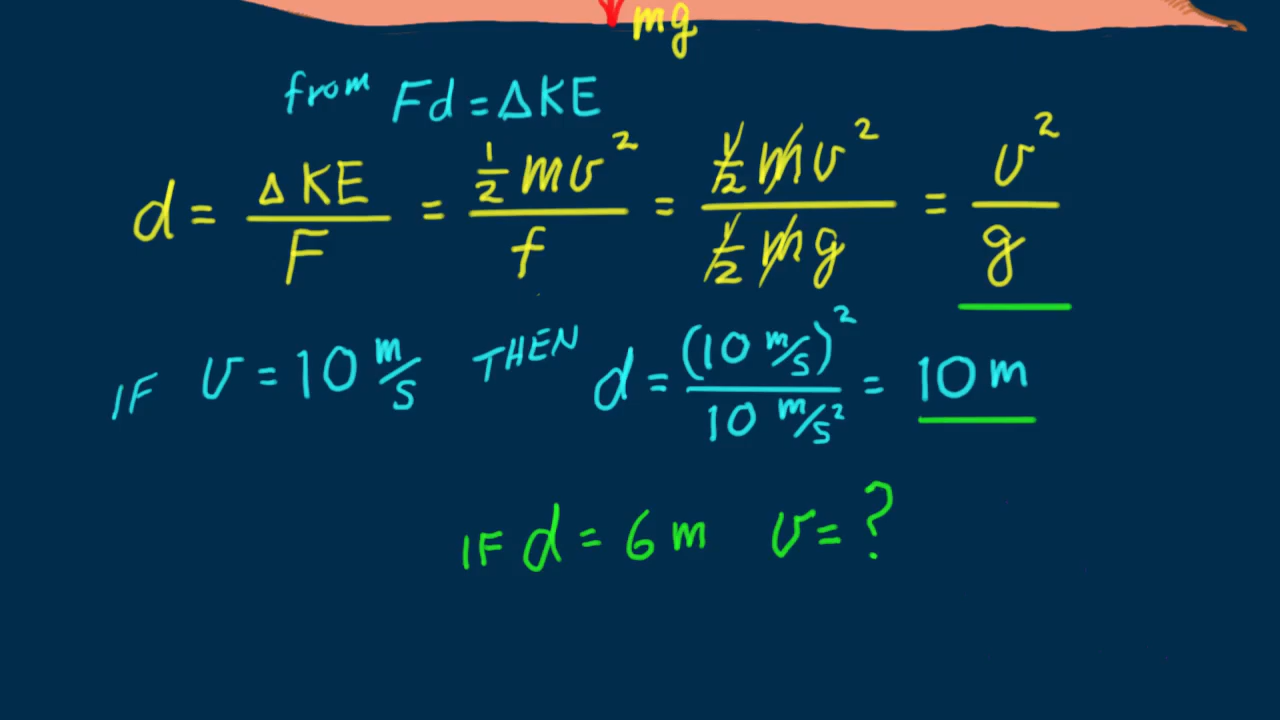 mg
from Fd = ΔKE
d = ΔKE/F = ½mv²/f = ½mv²/½mg = v²/g
IF v = 10 m/s THEN d = (10 m/s)²/10 m/s² = 10 m
IF d = 6 m v = ?